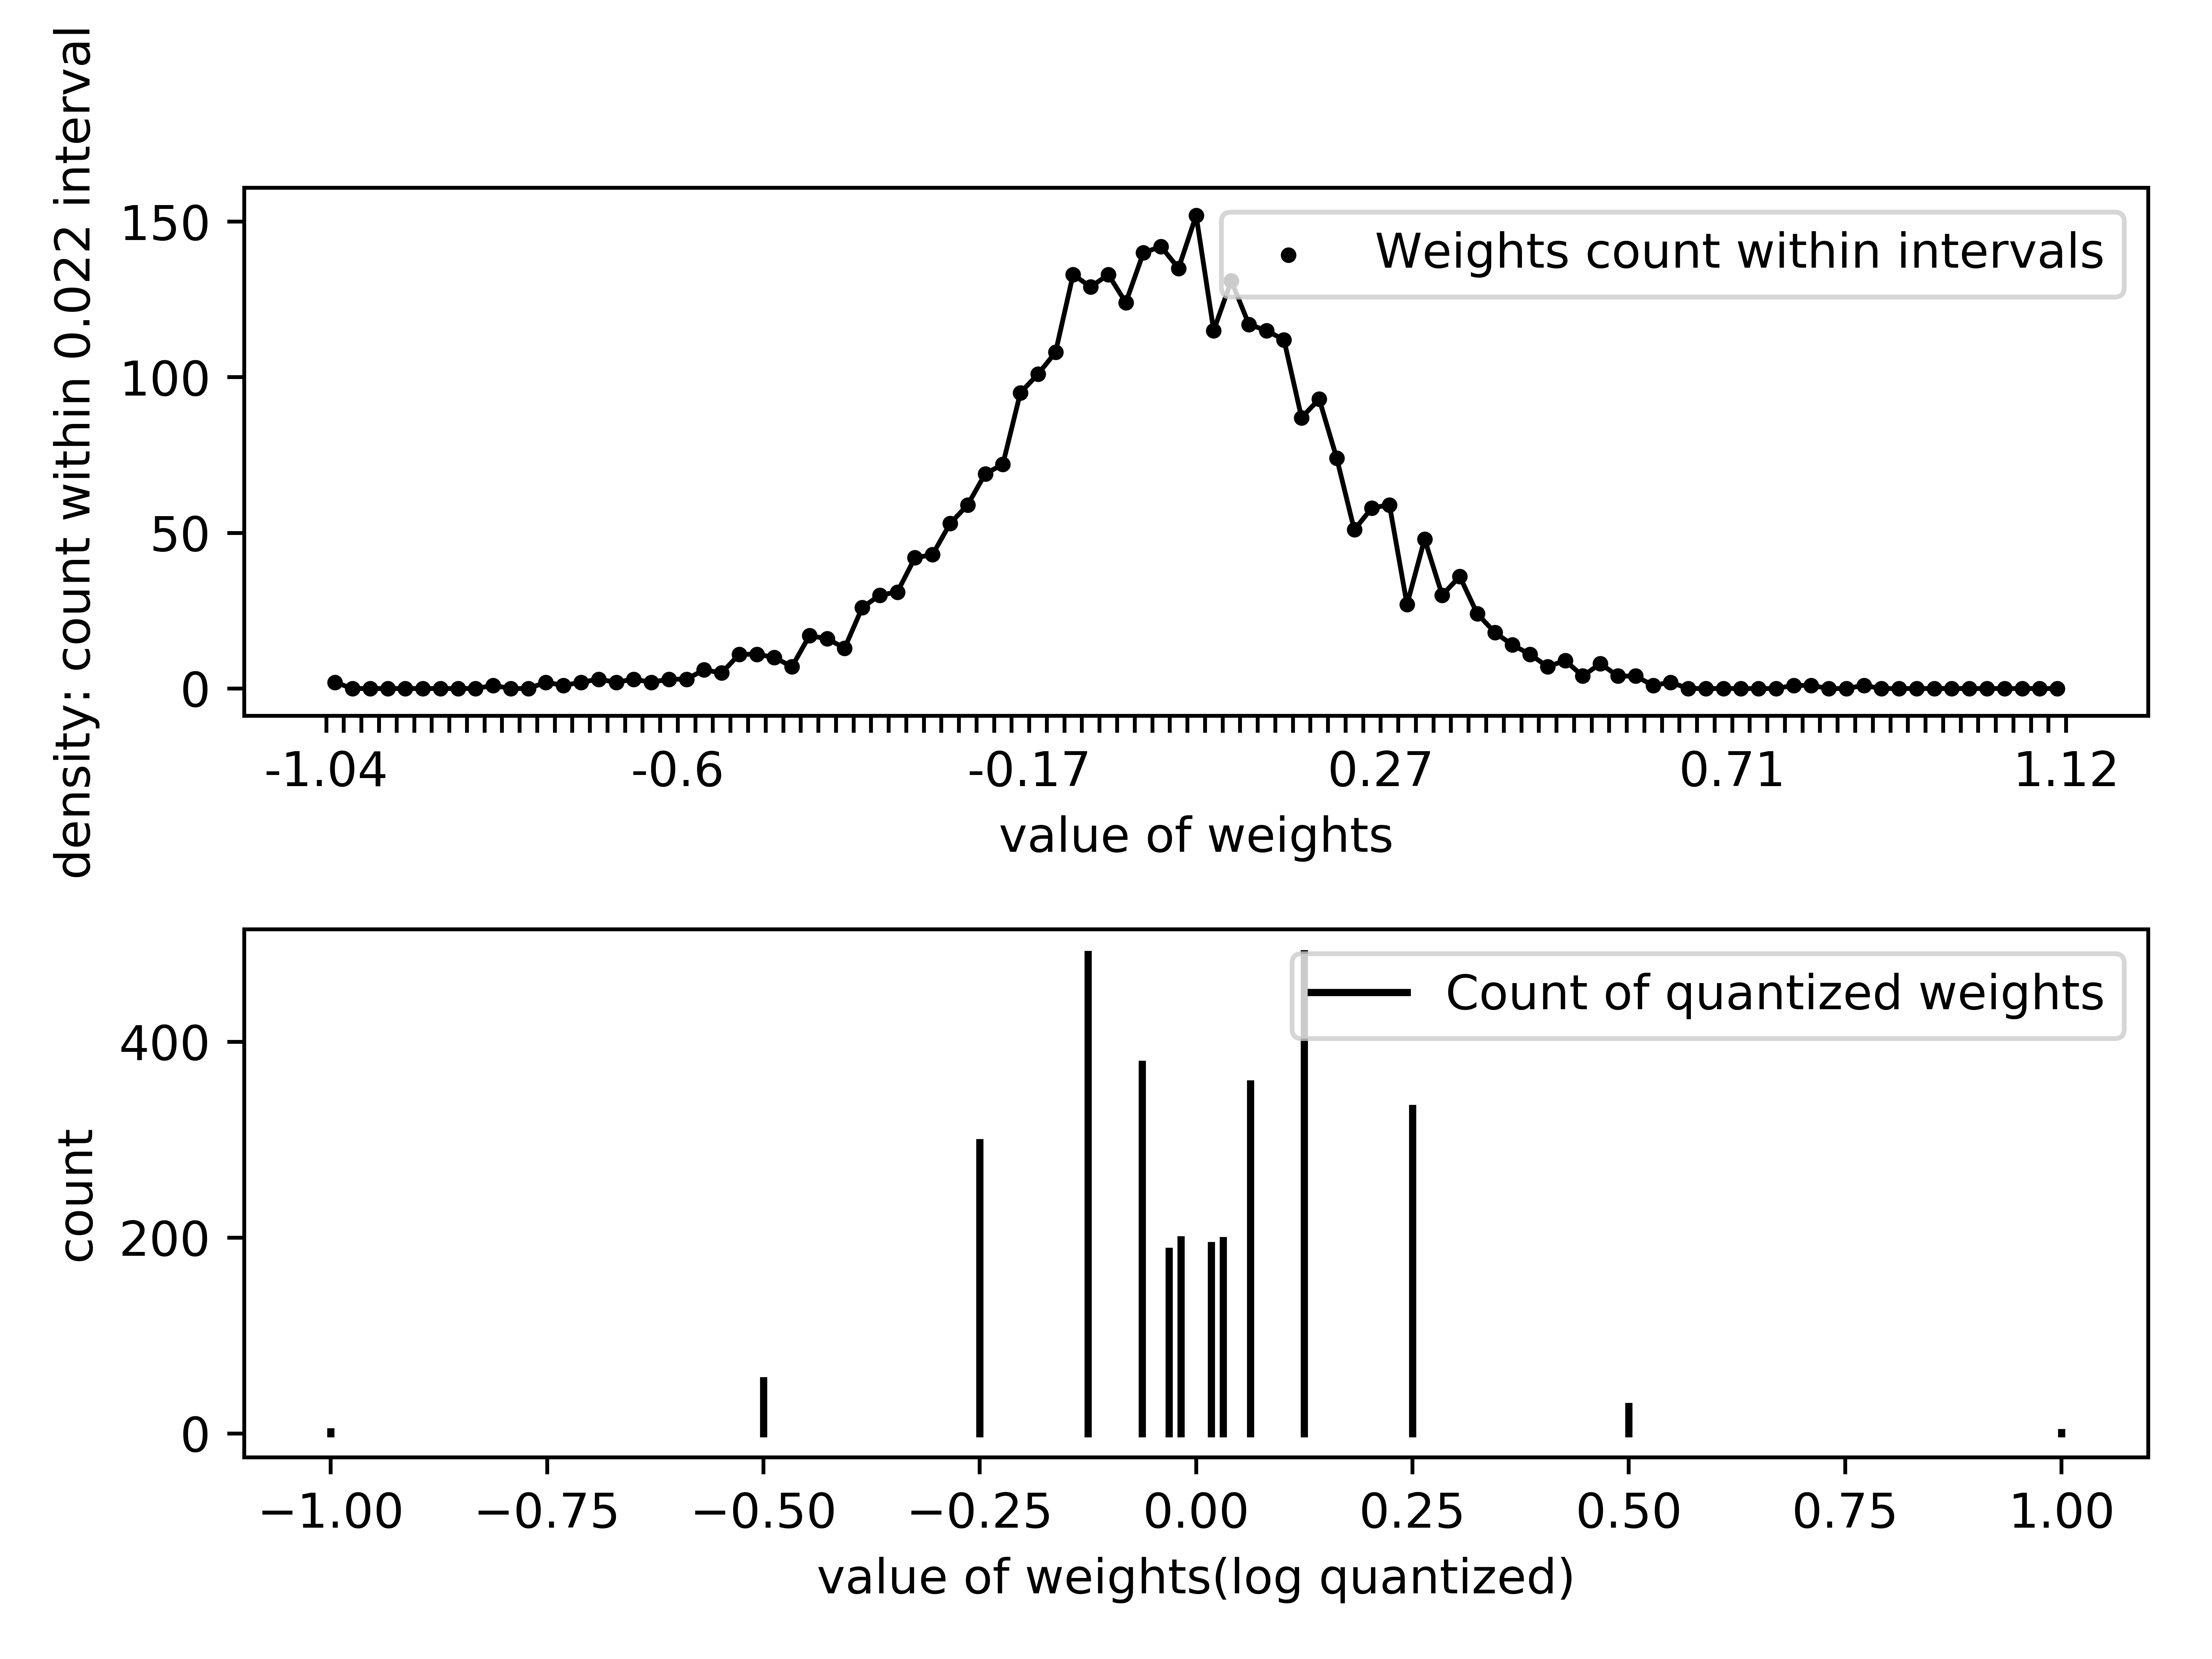 density: count within 0.022 interval
150
100
50
0
Weights count within intervals
-1.04 -0.6 -0.17 0.27 0.71 1.12
value of weights
count
400
200
0
Count of quantized weights
−1.00 −0.75 −0.50 −0.25 0.00 0.25 0.50 0.75 1.00
value of weights(log quantized)